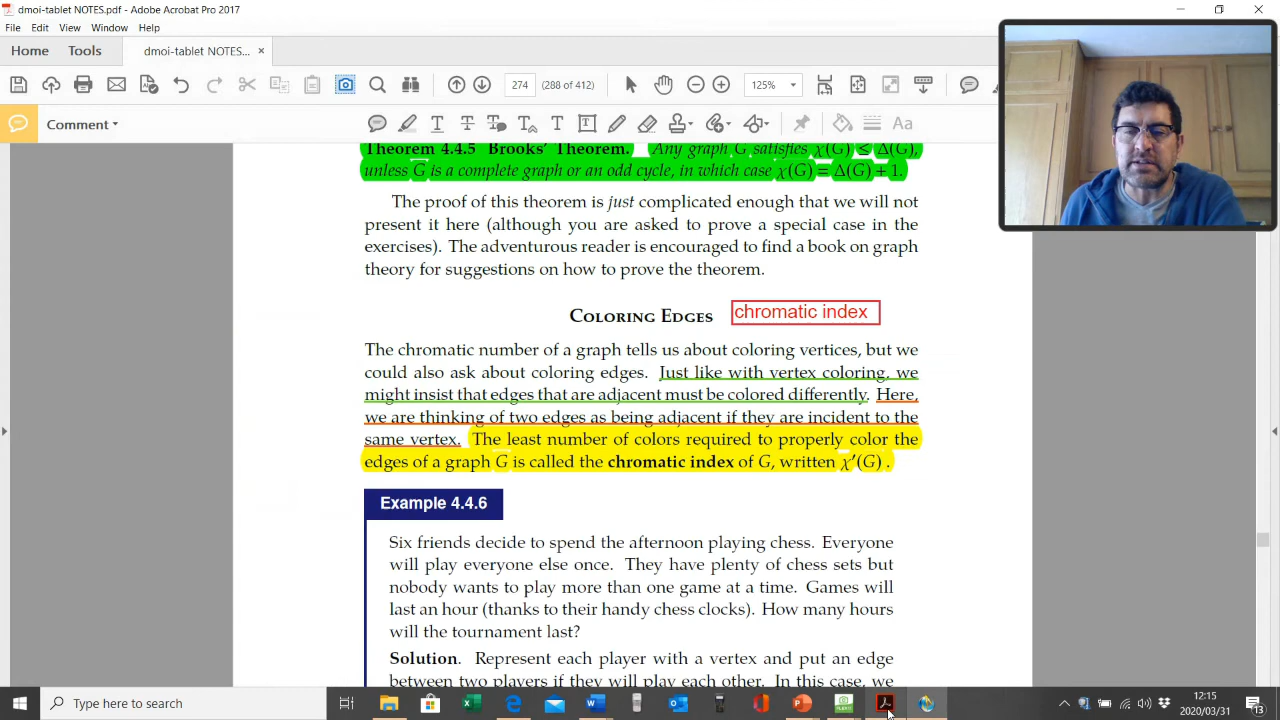 dmoi-tablet NOTES.pdf - Adobe Acrobat Pro 2017
File Edit View Window Help
Home Tools dmoi-tablet NOTES... ×
274 (288 of 412) 125%
Comment
Theorem 4.4.5 Brooks' Theorem. Any graph G satisfies χ(G) ≤ Δ(G),
unless G is a complete graph or an odd cycle, in which case χ(G) = Δ(G) + 1.
The proof of this theorem is just complicated enough that we will not
present it here (although you are asked to prove a special case in the
exercises). The adventurous reader is encouraged to find a book on graph
theory for suggestions on how to prove the theorem.
COLORING EDGES chromatic index
The chromatic number of a graph tells us about coloring vertices, but we
could also ask about coloring edges. Just like with vertex coloring, we
might insist that edges that are adjacent must be colored differently. Here,
we are thinking of two edges as being adjacent if they are incident to the
same vertex. The least number of colors required to properly color the
edges of a graph G is called the chromatic index of G, written χ′(G).
Example 4.4.6
Six friends decide to spend the afternoon playing chess. Everyone
will play everyone else once. They have plenty of chess sets but
nobody wants to play more than one game at a time. Games will
last an hour (thanks to their handy chess clocks). How many hours
will the tournament last?
Solution. Represent each player with a vertex and put an edge
between two players if they will play each other. In this case, we
Type here to search
12:15
2020/03/31
13